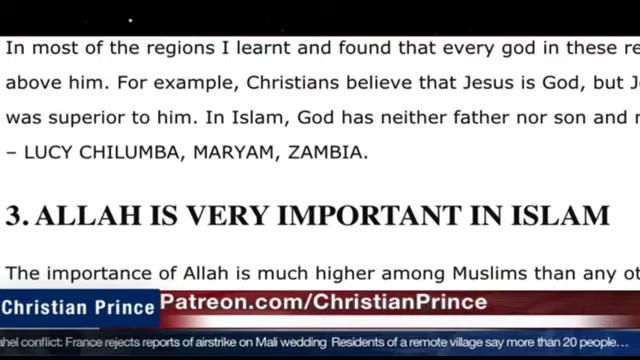 In most of the regions I learnt and found that every god in these
above him. For example, Christians believe that Jesus is God, but
was superior to him. In Islam, God has neither father nor son and
– LUCY CHILUMBA, MARYAM, ZAMBIA.
3. ALLAH IS VERY IMPORTANT IN ISLAM
The importance of Allah is much higher among Muslims than any
Christian Prince
Patreon.com/ChristianPrince
ahel conflict: France rejects reports of airstrike on Mali wedding Residents of a remote village say more than 20 people...